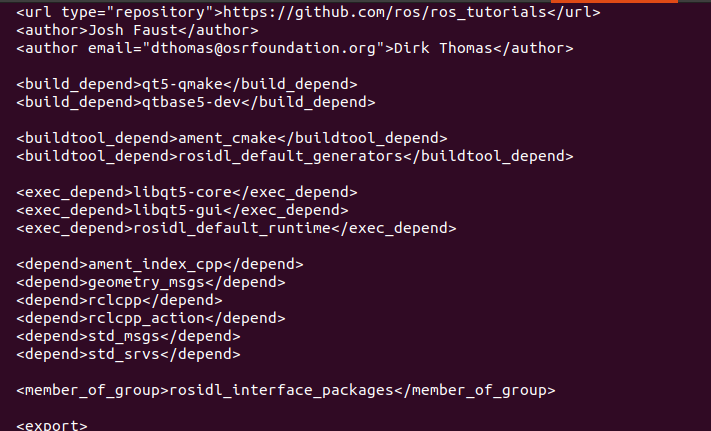 <url type="repository">https://github.com/ros/ros_tutorials</url>
<author>Josh Faust</author>
<author email="dthomas@osrfoundation.org">Dirk Thomas</author>
<build_depend>qt5-qmake</build_depend>
<build_depend>qtbase5-dev</build_depend>
<buildtool_depend>ament_cmake</buildtool_depend>
<buildtool_depend>rosidl_default_generators</buildtool_depend>
<exec_depend>libqt5-core</exec_depend>
<exec_depend>libqt5-gui</exec_depend>
<exec_depend>rosidl_default_runtime</exec_depend>
<depend>ament_index_cpp</depend>
<depend>geometry_msgs</depend>
<depend>rclcpp</depend>
<depend>rclcpp_action</depend>
<depend>std_msgs</depend>
<depend>std_srvs</depend>
<member_of_group>rosidl_interface_packages</member_of_group>
<export>